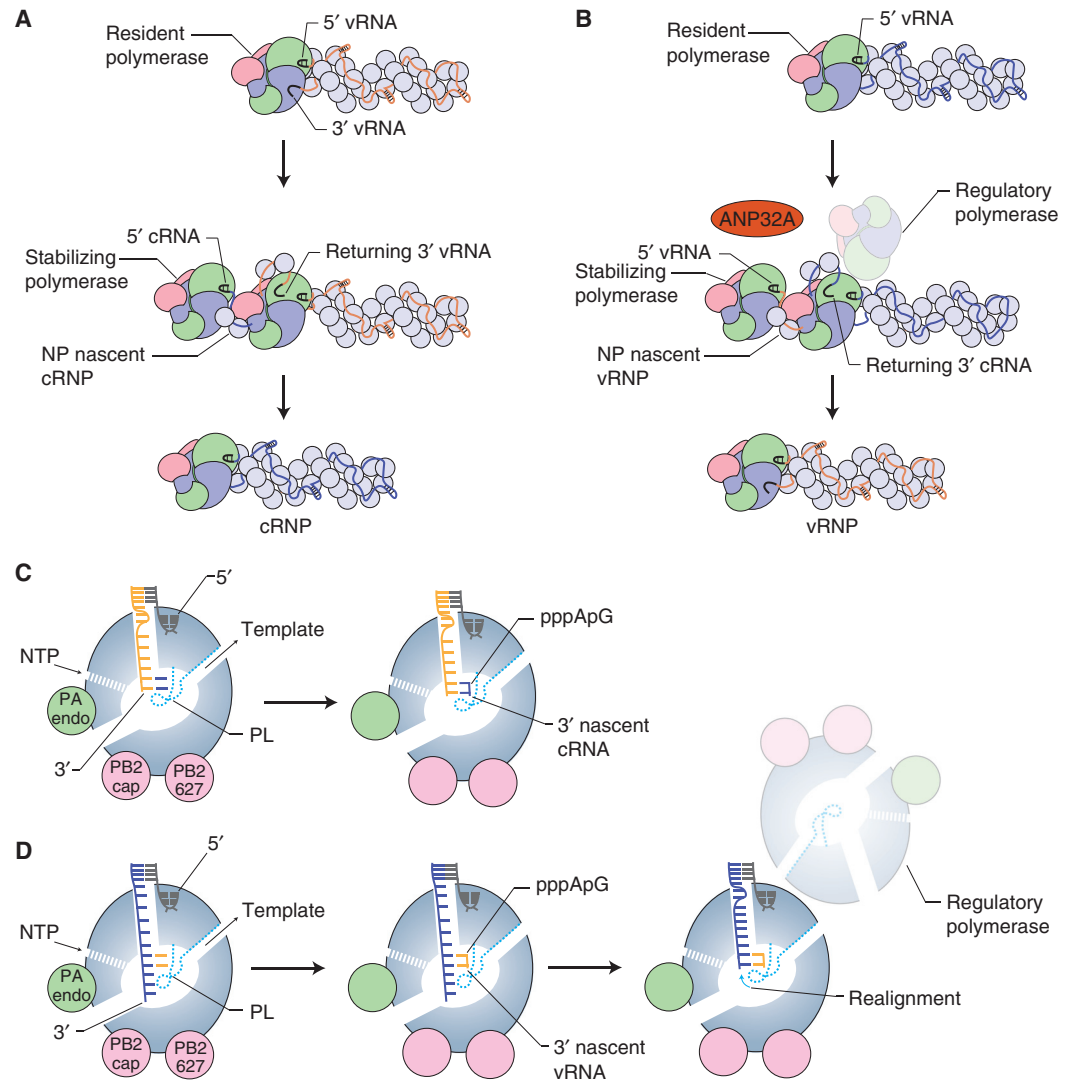 A
Resident
polymerase
5′ vRNA
3′ vRNA
5′ cRNA
Stabilizing
polymerase
Returning 3′ vRNA
NP nascent
cRNP
cRNP
B
Resident
polymerase
5′ vRNA
ANP32A
Regulatory
polymerase
5′ vRNA
Stabilizing
polymerase
NP nascent
vRNP
Returning 3′ cRNA
vRNP
C
5′
Template
NTP
PA
endo
PL
3′
PB2
cap
PB2
627
pppApG
3′ nascent
cRNA
D
5′
Template
NTP
PA
endo
PL
3′
PB2
cap
PB2
627
pppApG
3′ nascent
vRNA
Regulatory
polymerase
Realignment